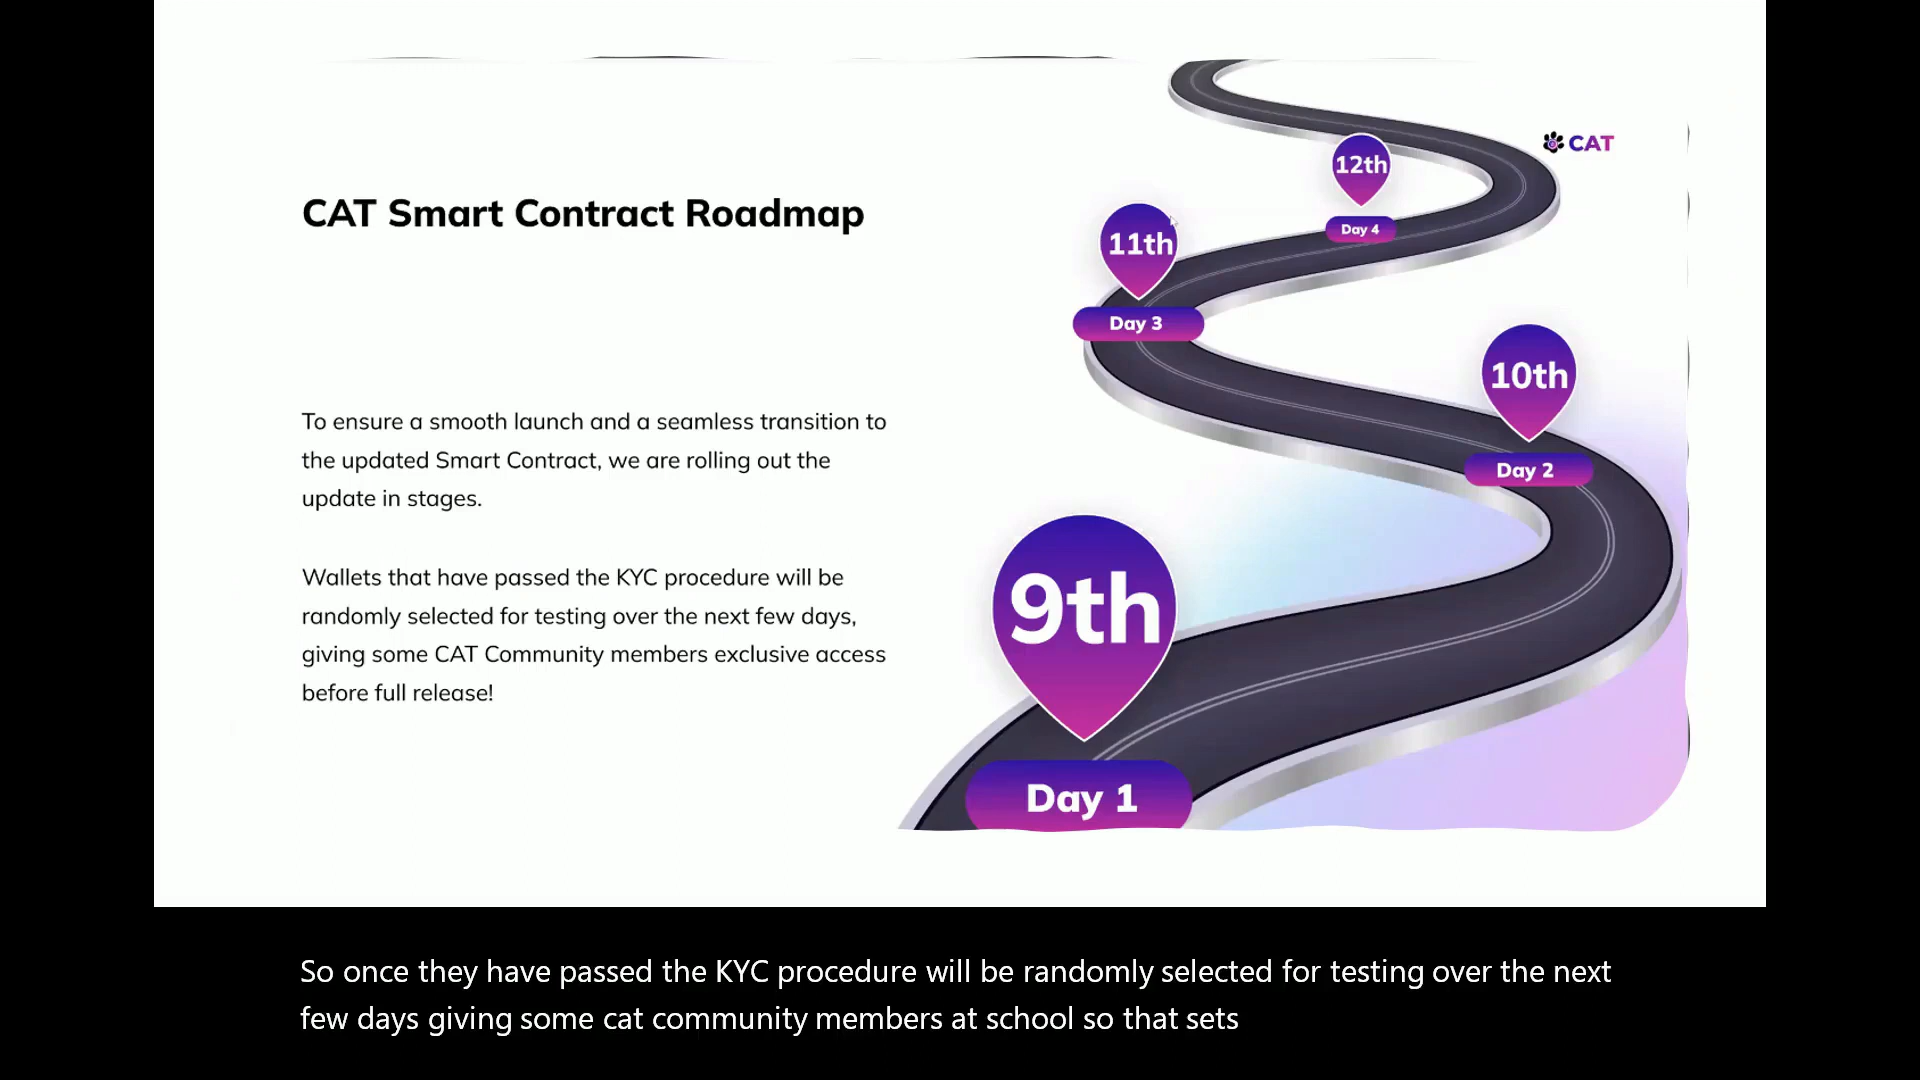 CAT
12th
Day 4
CAT Smart Contract Roadmap
11th
Day 3
10th
Day 2
To ensure a smooth launch and a seamless transition to
the updated Smart Contract, we are rolling out the
update in stages.
Wallets that have passed the KYC procedure will be
randomly selected for testing over the next few days,
giving some CAT Community members exclusive access
before full release!
9th
Day 1
So once they have passed the KYC procedure will be randomly selected for testing over the next
few days giving some cat community members at school so that sets